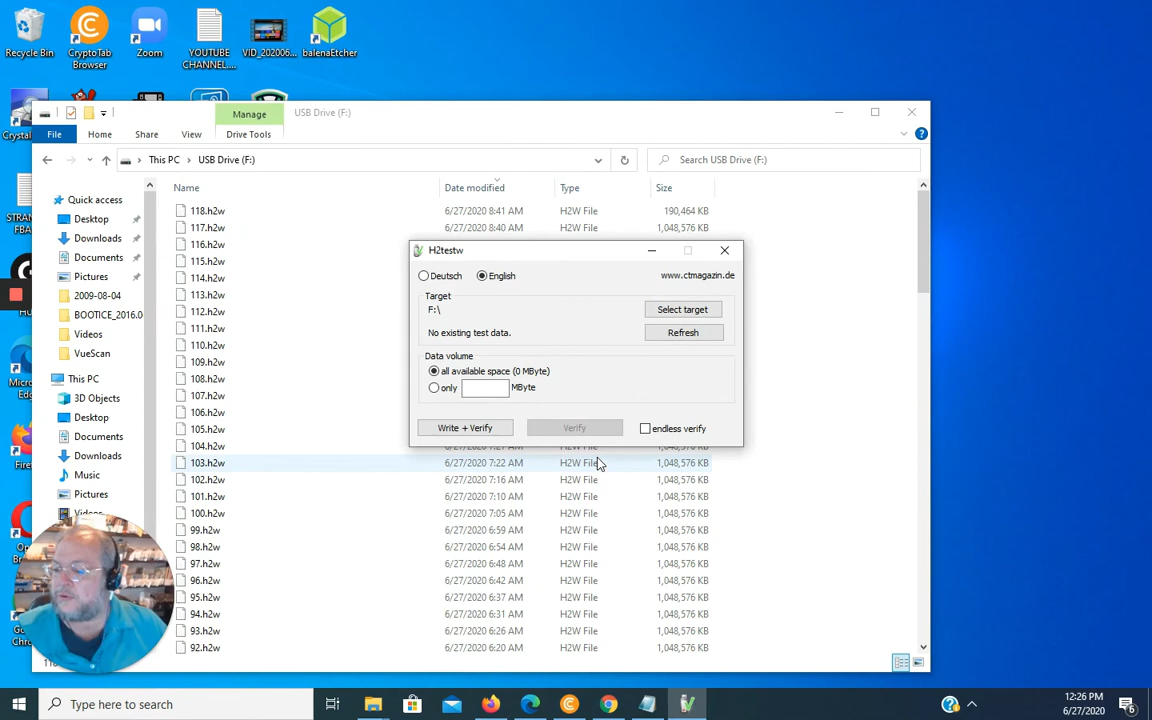 Recycle Bin
CryptoTab
Browser
Zoom
YOUTUBE
CHANNEL....
VID_202006...
balenaEtcher
Manage
USB Drive (F:)
File
Home
Share
View
Drive Tools
This PC
USB Drive (F:)
Search USB Drive (F:)
Name
Date modified
Type
Size
Quick access
Desktop
Downloads
Documents
Pictures
2009-08-04
BOOTICE_2016.0
Videos
VueScan
This PC
3D Objects
Desktop
Documents
Downloads
Music
Pictures
118.h2w 6/27/2020 8:41 AM H2W File 190,464 KB
117.h2w 6/27/2020 8:40 AM H2W File 1,048,576 KB
116.h2w
115.h2w
114.h2w
113.h2w
112.h2w
111.h2w
110.h2w
109.h2w
108.h2w
107.h2w
106.h2w
105.h2w
104.h2w 1,048,576 KB
103.h2w 6/27/2020 7:22 AM H2W File 1,048,576 KB
102.h2w 6/27/2020 7:16 AM H2W File 1,048,576 KB
101.h2w 6/27/2020 7:10 AM H2W File 1,048,576 KB
100.h2w 6/27/2020 7:05 AM H2W File 1,048,576 KB
99.h2w 6/27/2020 6:59 AM H2W File 1,048,576 KB
98.h2w 6/27/2020 6:54 AM H2W File 1,048,576 KB
97.h2w 6/27/2020 6:48 AM H2W File 1,048,576 KB
96.h2w 6/27/2020 6:42 AM H2W File 1,048,576 KB
95.h2w 6/27/2020 6:37 AM H2W File 1,048,576 KB
94.h2w 6/27/2020 6:31 AM H2W File 1,048,576 KB
93.h2w 6/27/2020 6:26 AM H2W File 1,048,576 KB
92.h2w 6/27/2020 6:20 AM H2W File 1,048,576 KB
H2testw
Deutsch
English
www.ctmagazin.de
Target
F:\
Select target
No existing test data.
Refresh
Data volume
all available space (0 MByte)
only
MByte
Write + Verify
Verify
endless verify
Type here to search
12:26 PM
6/27/2020
6